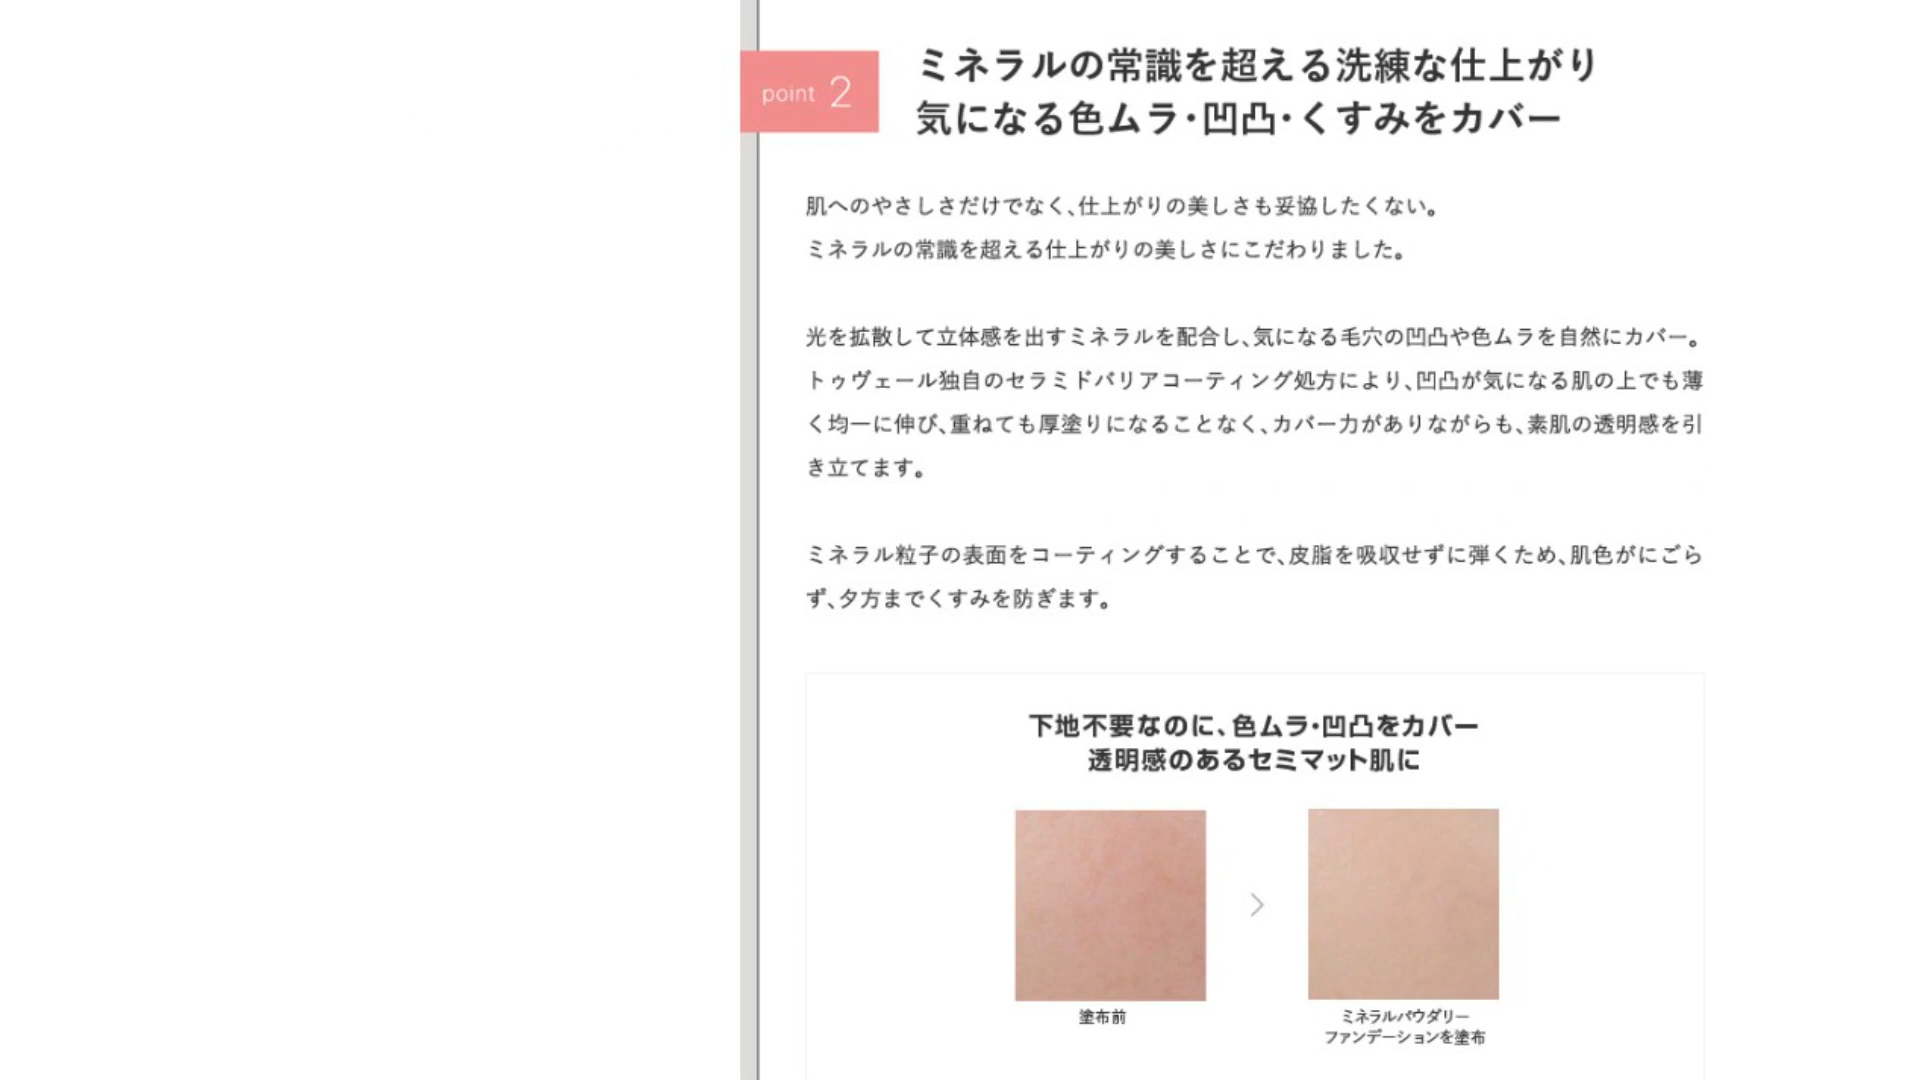 point 2
ミネラルの常識を超える洗練な仕上がり
気になる色ムラ・凹凸・くすみをカバー
肌へのやさしさだけでなく、仕上がりの美しさも妥協したくない。
ミネラルの常識を超える仕上がりの美しさにこだわりました。
光を拡散して立体感を出すミネラルを配合し、気になる毛穴の凹凸や色ムラを自然にカバー。
トゥヴェール独自のセラミドバリアコーティング処方により、凹凸が気になる肌の上でも薄
く均一に伸び、重ねても厚塗りになることなく、カバー力がありながらも、素肌の透明感を引
き立てます。
ミネラル粒子の表面をコーティングすることで、皮脂を吸収せずに弾くため、肌色がにごら
ず、夕方までくすみを防ぎます。
下地不要なのに、色ムラ・凹凸をカバー
透明感のあるセミマット肌に
塗布前
ミネラルパウダリー
ファンデーションを塗布